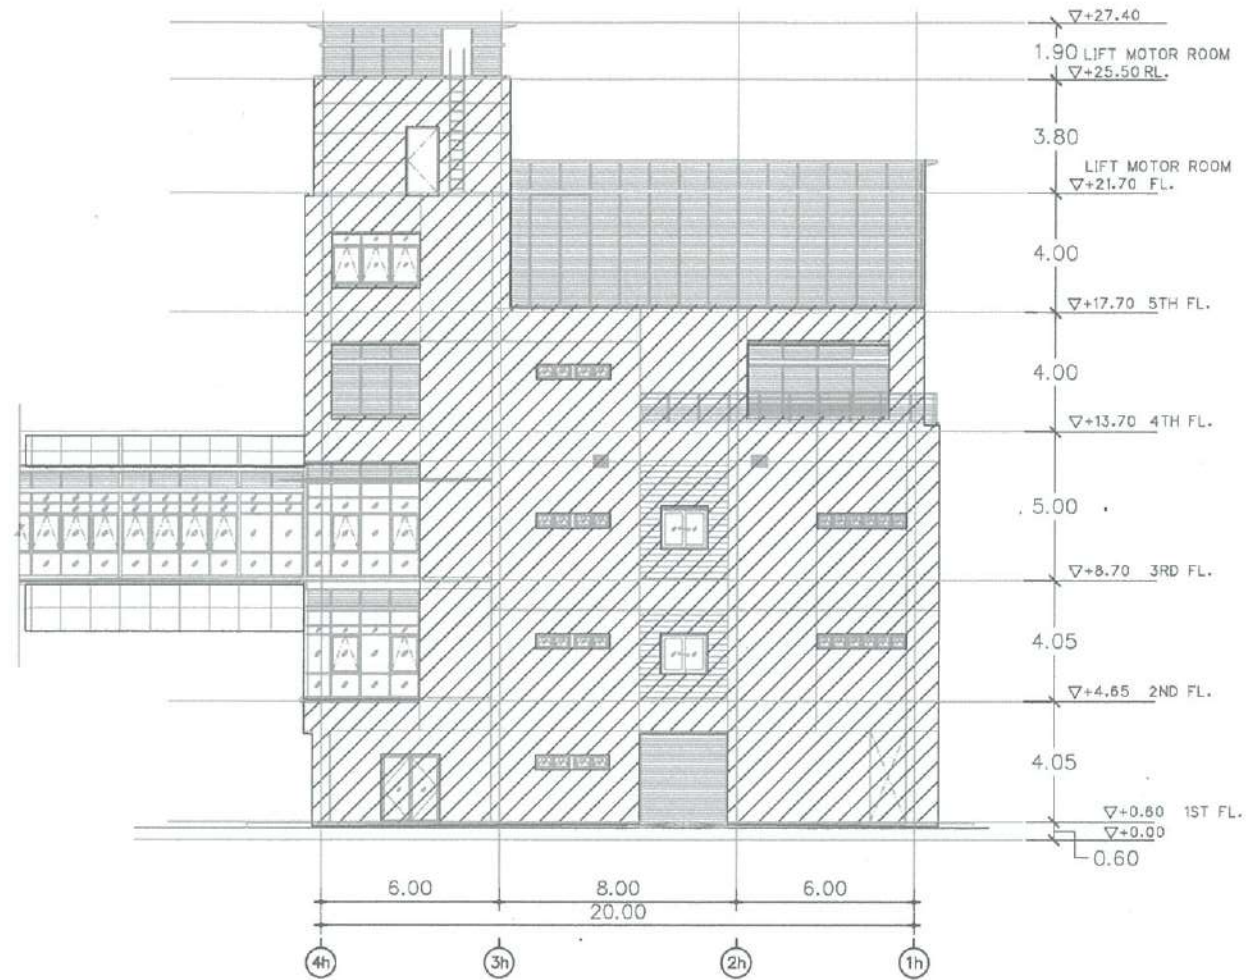 ▽+27.40
1.90 LIFT MOTOR ROOM
▽+25.50 RL.
3.80
LIFT MOTOR ROOM
▽+21.70 FL.
4.00
▽+17.70 5TH FL.
4.00
▽+13.70 4TH FL.
5.00
▽+8.70 3RD FL.
4.05
▽+4.65 2ND FL.
4.05
▽+0.60 1ST FL.
▽+0.00
0.60
6.00 8.00 6.00
20.00
4h 3h 2h 1h